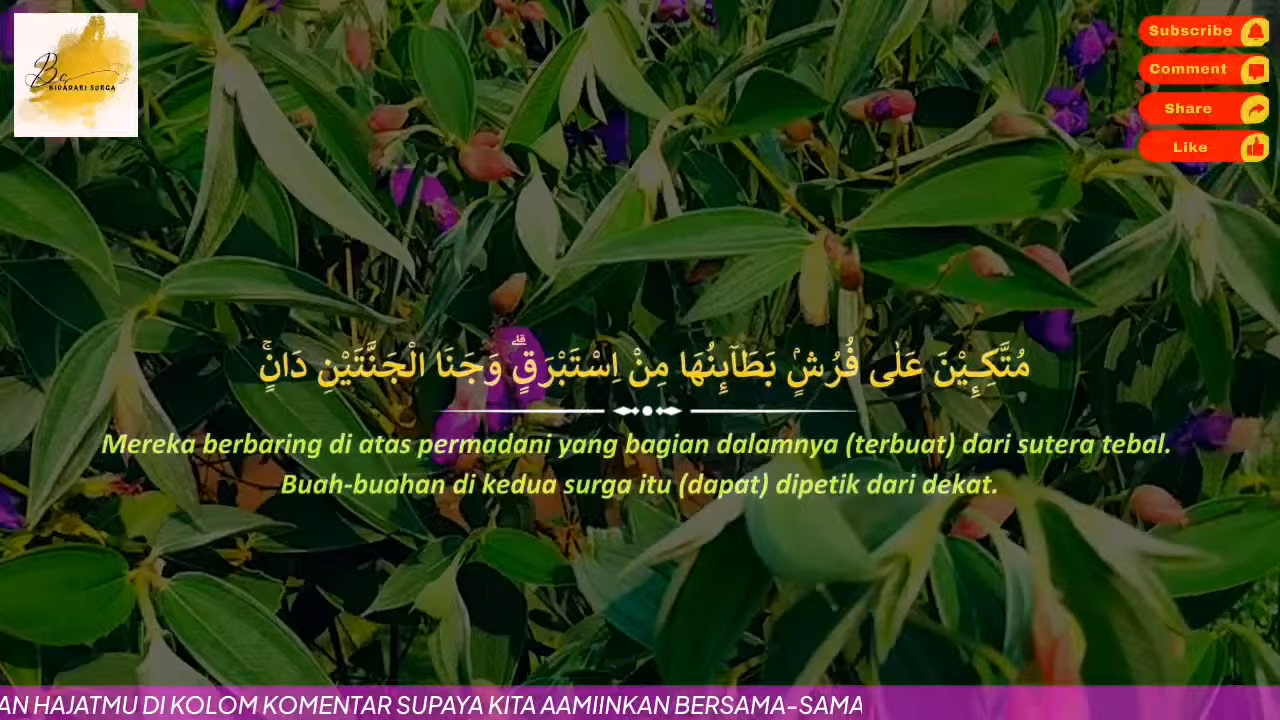 Bs
BIDADARI SURGA
Subscribe
Comment
Share
Like
مُتَّكِـِٕيْنَ عَلٰى فُرُشٍۢ بَطَاۤىِٕنُهَا مِنْ اِسْتَبْرَقٍۗ وَجَنَا الْجَنَّتَيْنِ دَانٍۚ
Mereka berbaring di atas permadani yang bagian dalamnya (terbuat) dari sutera tebal.
Buah-buahan di kedua surga itu (dapat) dipetik dari dekat.
AN HAJATMU DI KOLOM KOMENTAR SUPAYA KITA AAMIINKAN BERSAMA-SAMA